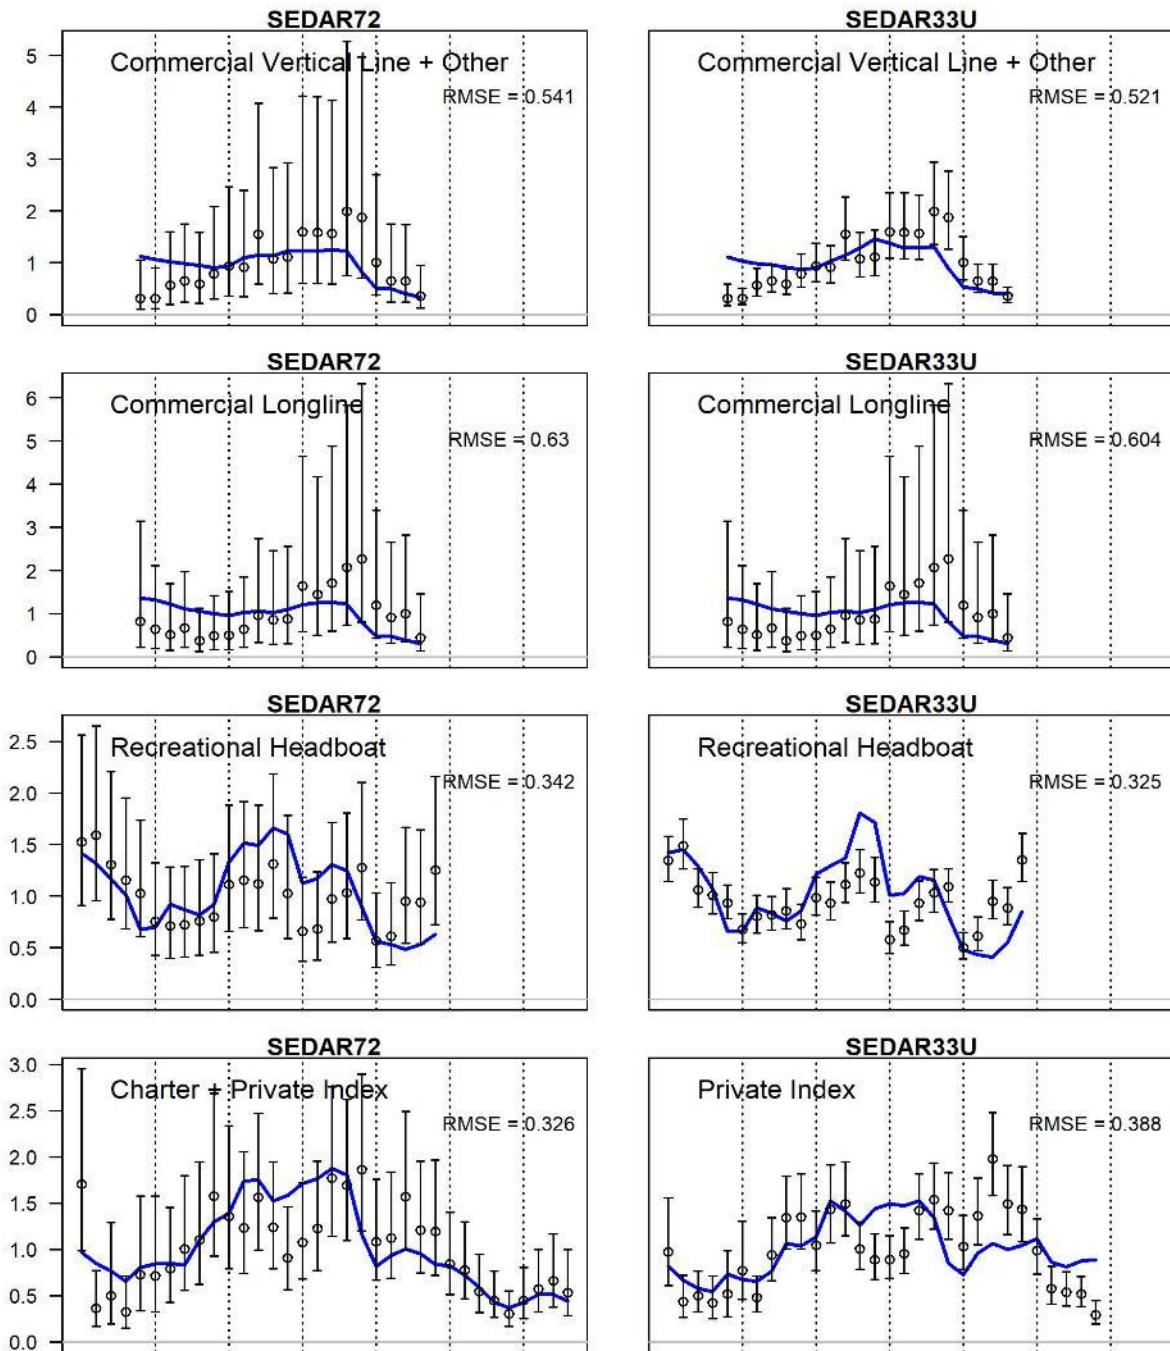 SEDAR72
SEDAR33U
5
4
3
2
1
0
Commercial Vertical Line + Other
RMSE = 0.541
Commercial Vertical Line + Other
RMSE = 0.521
SEDAR72
SEDAR33U
6
5
4
3
2
1
0
Commercial Longline
RMSE = 0.63
Commercial Longline
RMSE = 0.604
SEDAR72
SEDAR33U
2.5
2.0
1.5
1.0
0.5
0.0
Recreational Headboat
RMSE = 0.342
Recreational Headboat
RMSE = 0.325
SEDAR72
SEDAR33U
3.0
2.5
2.0
1.5
1.0
0.5
0.0
Charter + Private Index
RMSE = 0.326
Private Index
RMSE = 0.388